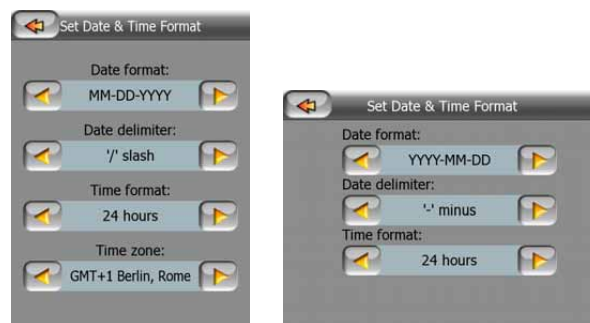 Set Date & Time Format
Date format:
MM-DD-YYYY
Date delimiter:
'/' slash
Time format:
24 hours
Time zone:
GMT+1 Berlin, Rome
Set Date & Time Format
Date format:
YYYY-MM-DD
Date delimiter:
'-' minus
Time format:
24 hours